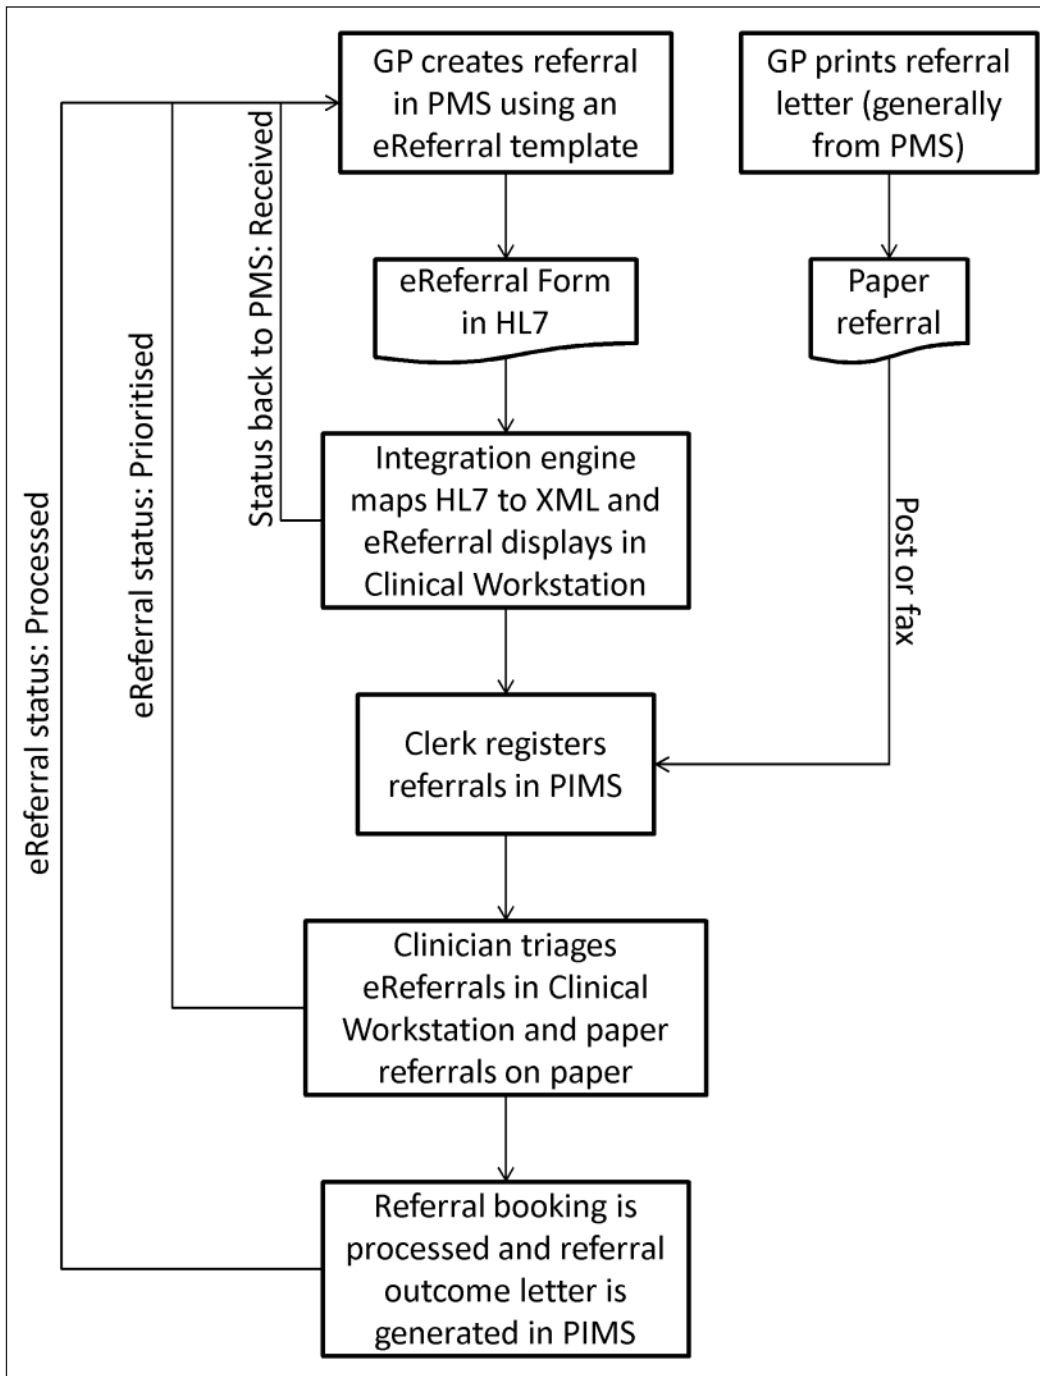 GP creates referral
in PMS using an
eReferral template
GP prints referral
letter (generally
from PMS)
eReferral Form
in HL7
Paper
referral
Status back to PMS: Received
eReferral status: Prioritised
eReferral status: Processed
Integration engine
maps HL7 to XML and
eReferral displays in
Clinical Workstation
Post or fax
Clerk registers
referrals in PIMS
Clinician triages
eReferrals in Clinical
Workstation and paper
referrals on paper
Referral booking is
processed and referral
outcome letter is
generated in PIMS